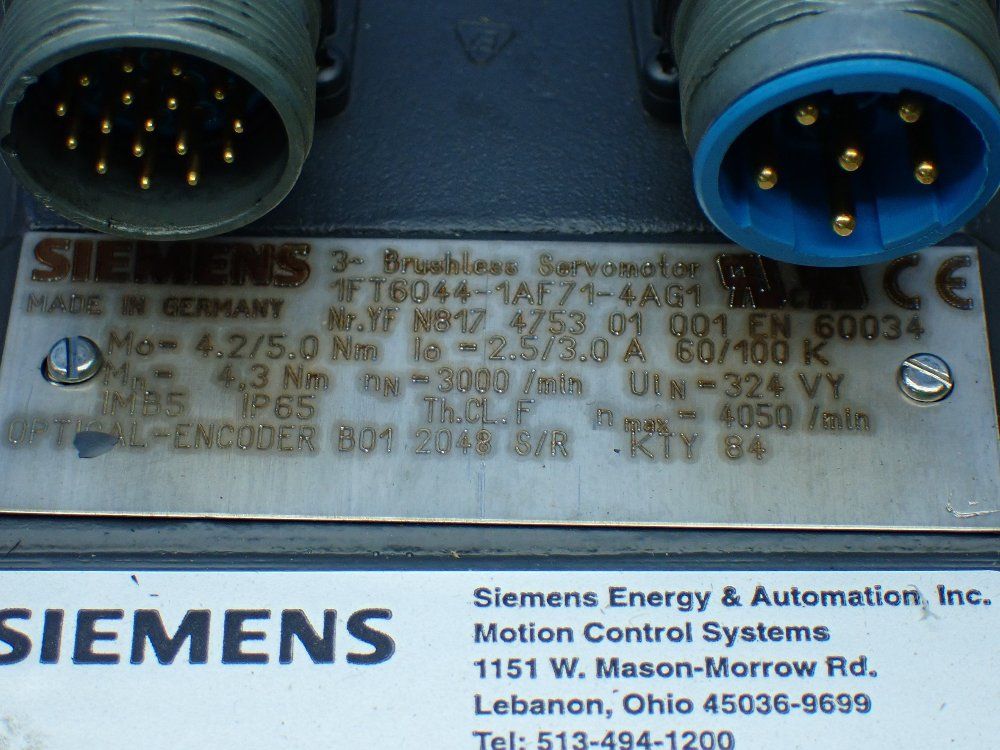 SIEMENS 3~ Brushless Servomotor
CE
1FT6044-1AF71-4AG1
MADE IN GERMANY
Nr.YF N817 4753 01 001 EN 60034
Mo= 4.2/5.0 Nm Io = 2.5/3.0 A 60/100 K
Mn= 4,3 Nm nN = 3000 /min UiN = 324 VY
IMB5 IP65 Th.CL.F n max = 4050 /min
OPTICAL-ENCODER B01 2048 S/R KTY 84
SIEMENS
Siemens Energy & Automation, Inc.
Motion Control Systems
1151 W. Mason-Morrow Rd.
Lebanon, Ohio 45036-9699
Tel: 513-494-1200